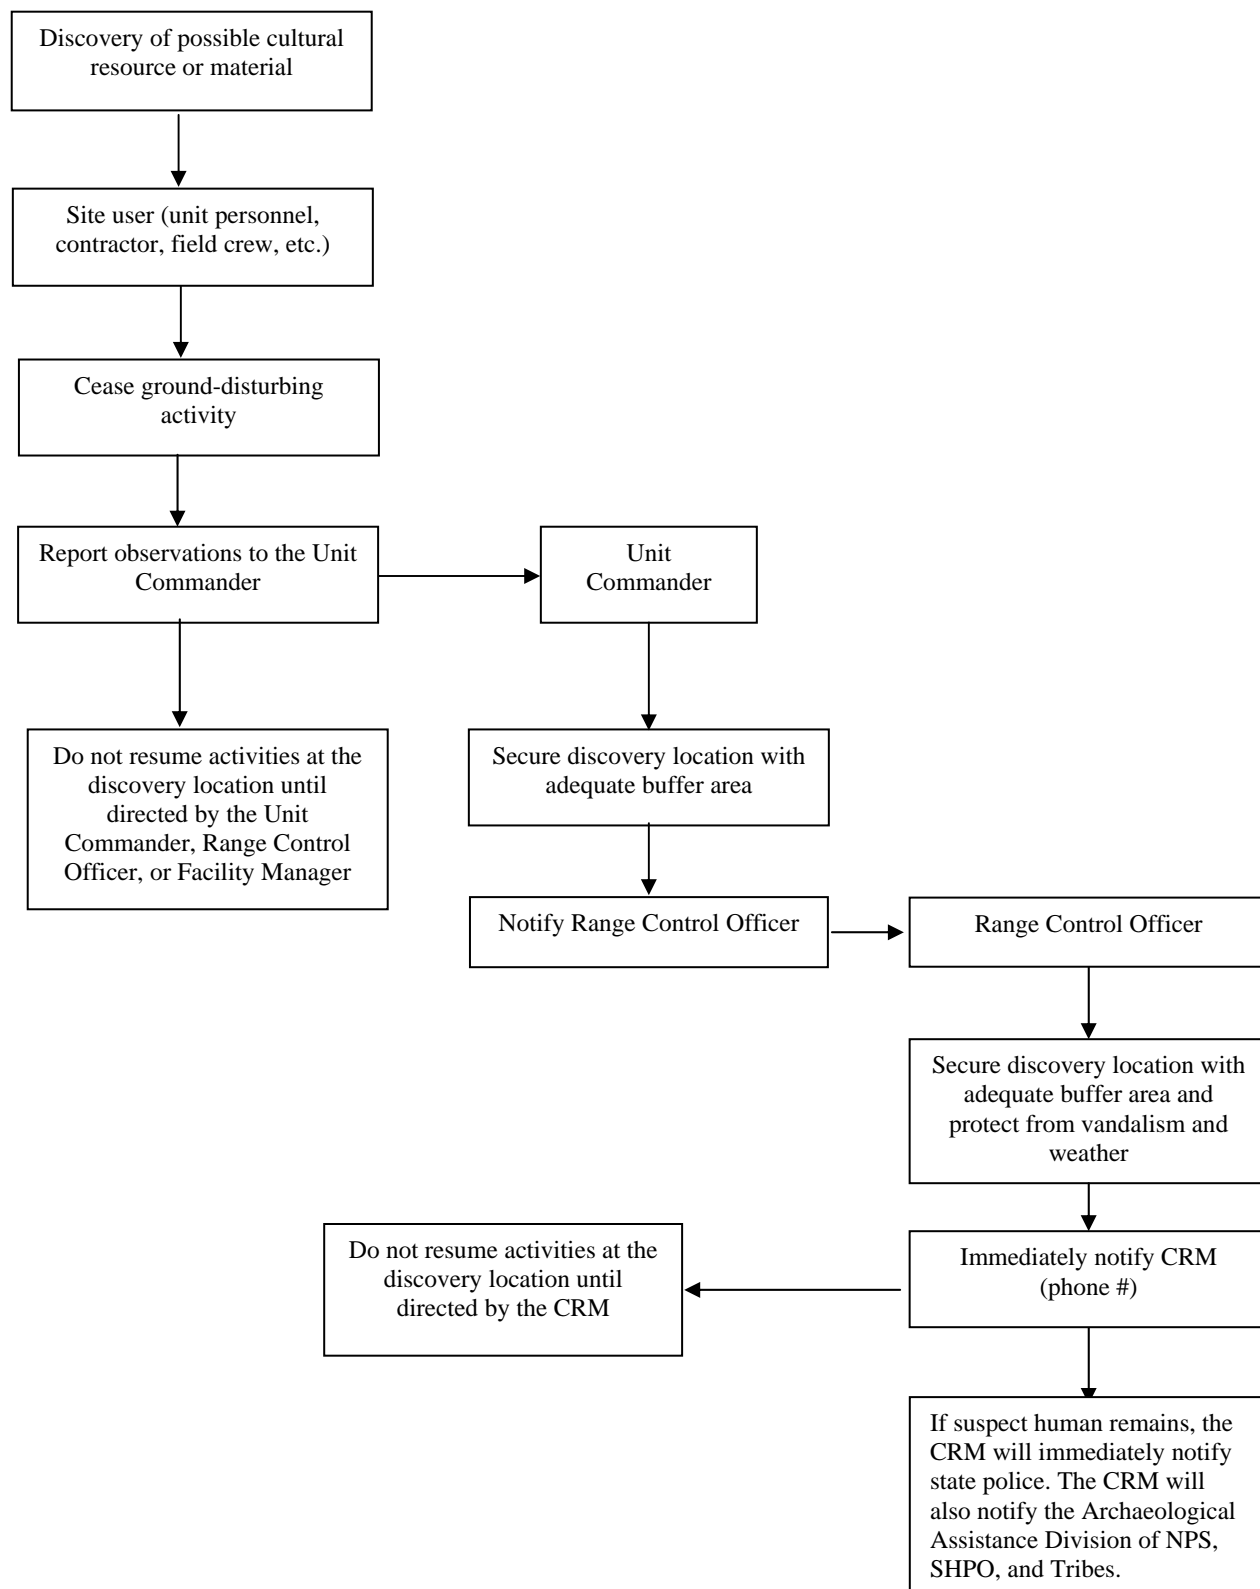 Discovery of possible cultural
resource or material
Site user (unit personnel,
contractor, field crew, etc.)
Cease ground-disturbing
activity
Report observations to the Unit
Commander
Unit
Commander
Do not resume activities at the
discovery location until
directed by the Unit
Commander, Range Control
Officer, or Facility Manager
Secure discovery location with
adequate buffer area
Notify Range Control Officer
Range Control Officer
Secure discovery location with
adequate buffer area and
protect from vandalism and
weather
Immediately notify CRM
(phone #)
Do not resume activities at the
discovery location until
directed by the CRM
If suspect human remains, the
CRM will immediately notify
state police. The CRM will
also notify the Archaeological
Assistance Division of NPS,
SHPO, and Tribes.